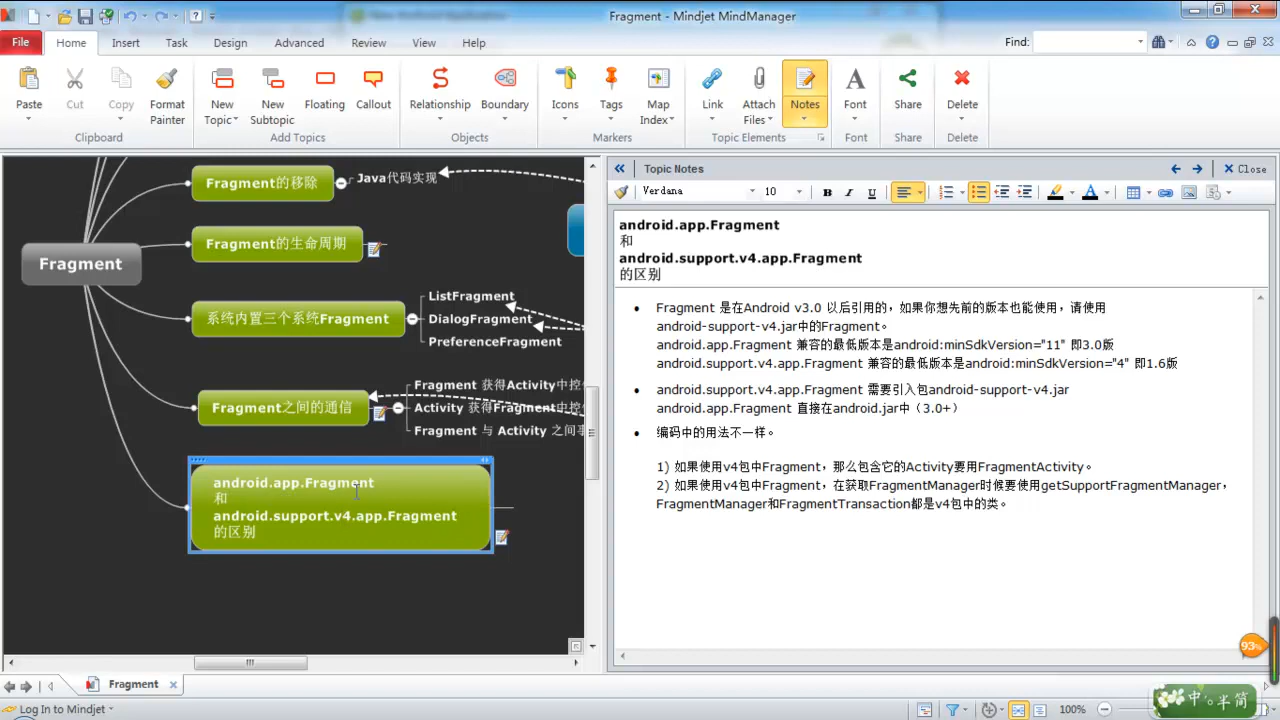 Fragment - Mindjet MindManager
File
Home
Insert
Task
Design
Advanced
Review
View
Help
Find:
Paste
Cut
Copy
Format Painter
New Topic
New Subtopic
Floating
Callout
Relationship
Boundary
Icons
Tags
Map Index
Link
Attach Files
Notes
Font
Share
Delete
Clipboard
Add Topics
Objects
Markers
Topic Elements
Font
Share
Delete
Fragment
Fragment的移除
Java代码实现
Fragment的生命周期
系统内置三个系统Fragment
ListFragment
DialogFragment
PreferenceFragment
Fragment之间的通信
Fragment 获得Activity中控
Activity 获得Fragment中控
Fragment 与 Activity 之间事
android.app.Fragment
和
android.support.v4.app.Fragment
的区别
Topic Notes
Close
Verdana
10
B
I
U
A
android.app.Fragment
和
android.support.v4.app.Fragment
的区别
Fragment 是在Android v3.0 以后引用的，如果你想先前的版本也能使用，请使用
android-support-v4.jar中的Fragment。
android.app.Fragment 兼容的最低版本是android:minSdkVersion="11" 即3.0版
android.support.v4.app.Fragment 兼容的最低版本是android:minSdkVersion="4" 即1.6版
android.support.v4.app.Fragment 需要引入包android-support-v4.jar
android.app.Fragment 直接在android.jar中（3.0+）
编码中的用法不一样。
1) 如果使用v4包中Fragment，那么包含它的Activity要用FragmentActivity。
2) 如果使用v4包中Fragment，在获取FragmentManager时候要使用getSupportFragmentManager，
FragmentManager和FragmentTransaction都是v4包中的类。
93%
Fragment
Log In to Mindjet
100%
中 半 简